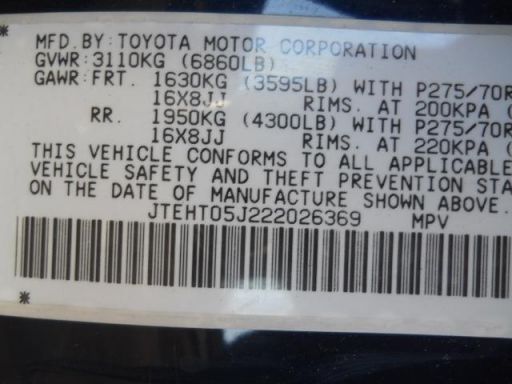 *
MFD.BY:TOYOTA MOTOR CORPORATION
GVWR:3110KG (6860LB)
GAWR:FRT. 1630KG (3595LB) WITH P275/70R
16X8JJ RIMS. AT 200KPA (
RR. 1950KG (4300LB) WITH P275/70R
16X8JJ RIMS. AT 220KPA (
THIS VEHICLE CONFORMS TO ALL APPLICABLE
VEHICLE SAFETY AND THEFT PREVENTION STA
ON THE DATE OF MANUFACTURE SHOWN ABOVE.
JTEHT05J222026369 MPV
*